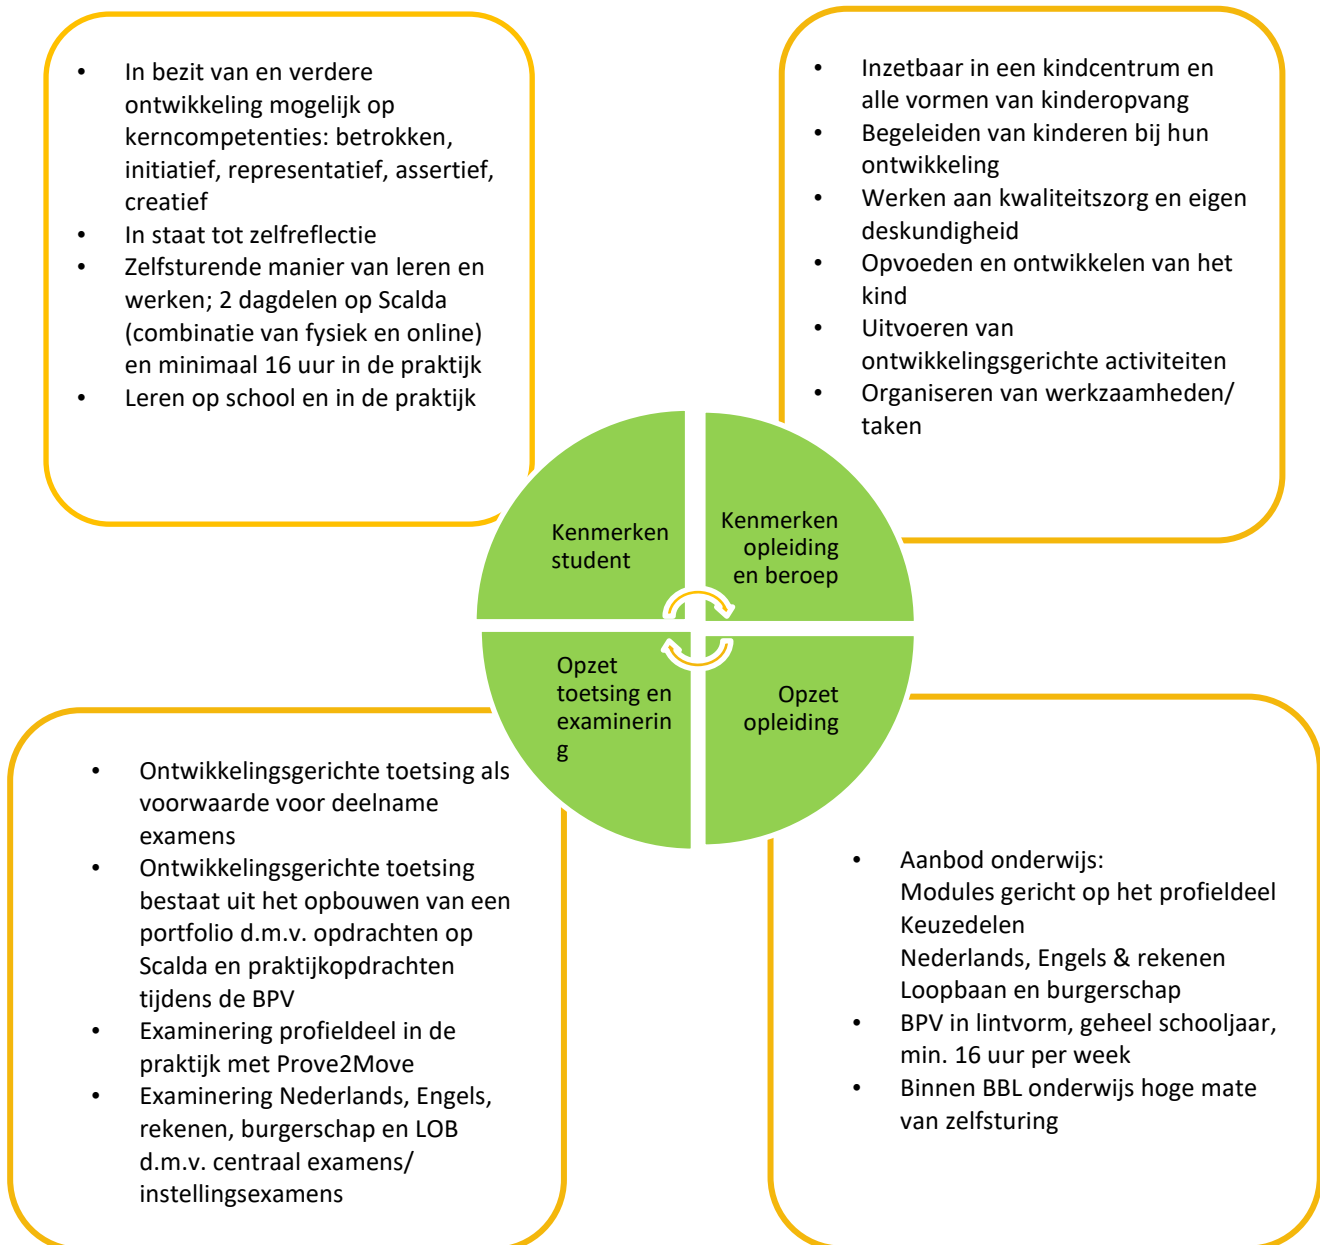 • In bezit van en verdere
ontwikkeling mogelijk op
kerncompetenties: betrokken,
initiatief, representatief, assertief,
creatief
• In staat tot zelfreflectie
• Zelfsturende manier van leren en
werken; 2 dagdelen op Scalda
(combinatie van fysiek en online)
en minimaal 16 uur in de praktijk
• Leren op school en in de praktijk
• Inzetbaar in een kindcentrum en
alle vormen van kinderopvang
• Begeleiden van kinderen bij hun
ontwikkeling
• Werken aan kwaliteitszorg en eigen
deskundigheid
• Opvoeden en ontwikkelen van het
kind
• Uitvoeren van
ontwikkelingsgerichte activiteiten
• Organiseren van werkzaamheden/
taken
Kenmerken
student
Kenmerken
opleiding
en beroep
Opzet
toetsing en
examinerin
g
Opzet
opleiding
• Ontwikkelingsgerichte toetsing als
voorwaarde voor deelname
examens
• Ontwikkelingsgerichte toetsing
bestaat uit het opbouwen van een
portfolio d.m.v. opdrachten op
Scalda en praktijkopdrachten
tijdens de BPV
• Examinering profieldeel in de
praktijk met Prove2Move
• Examinering Nederlands, Engels,
rekenen, burgerschap en LOB
d.m.v. centraal examens/
instellingsexamens
• Aanbod onderwijs:
Modules gericht op het profieldeel
Keuzedelen
Nederlands, Engels & rekenen
Loopbaan en burgerschap
• BPV in lintvorm, geheel schooljaar,
min. 16 uur per week
• Binnen BBL onderwijs hoge mate
van zelfsturing